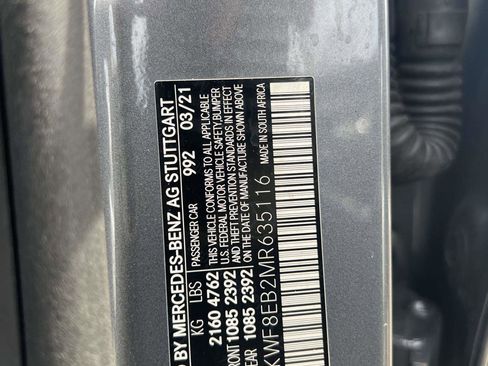 D BY MERCEDES-BENZ AG STUTTGART
PASSENGER CAR 992 03/21
KG LBS THIS VEHICLE CONFORMS TO ALL APPLICABLE
2160 4762 U.S. FEDERAL MOTOR VEHICLE SAFETY, BUMPER
FRONT 1085 2392 AND THEFT PREVENTION STANDARDS IN EFFECT
EAR 1085 2392 ON THE DATE OF MANUFACTURE SHOWN ABOVE
KWF8EB2MR635116 MADE IN SOUTH AFRICA